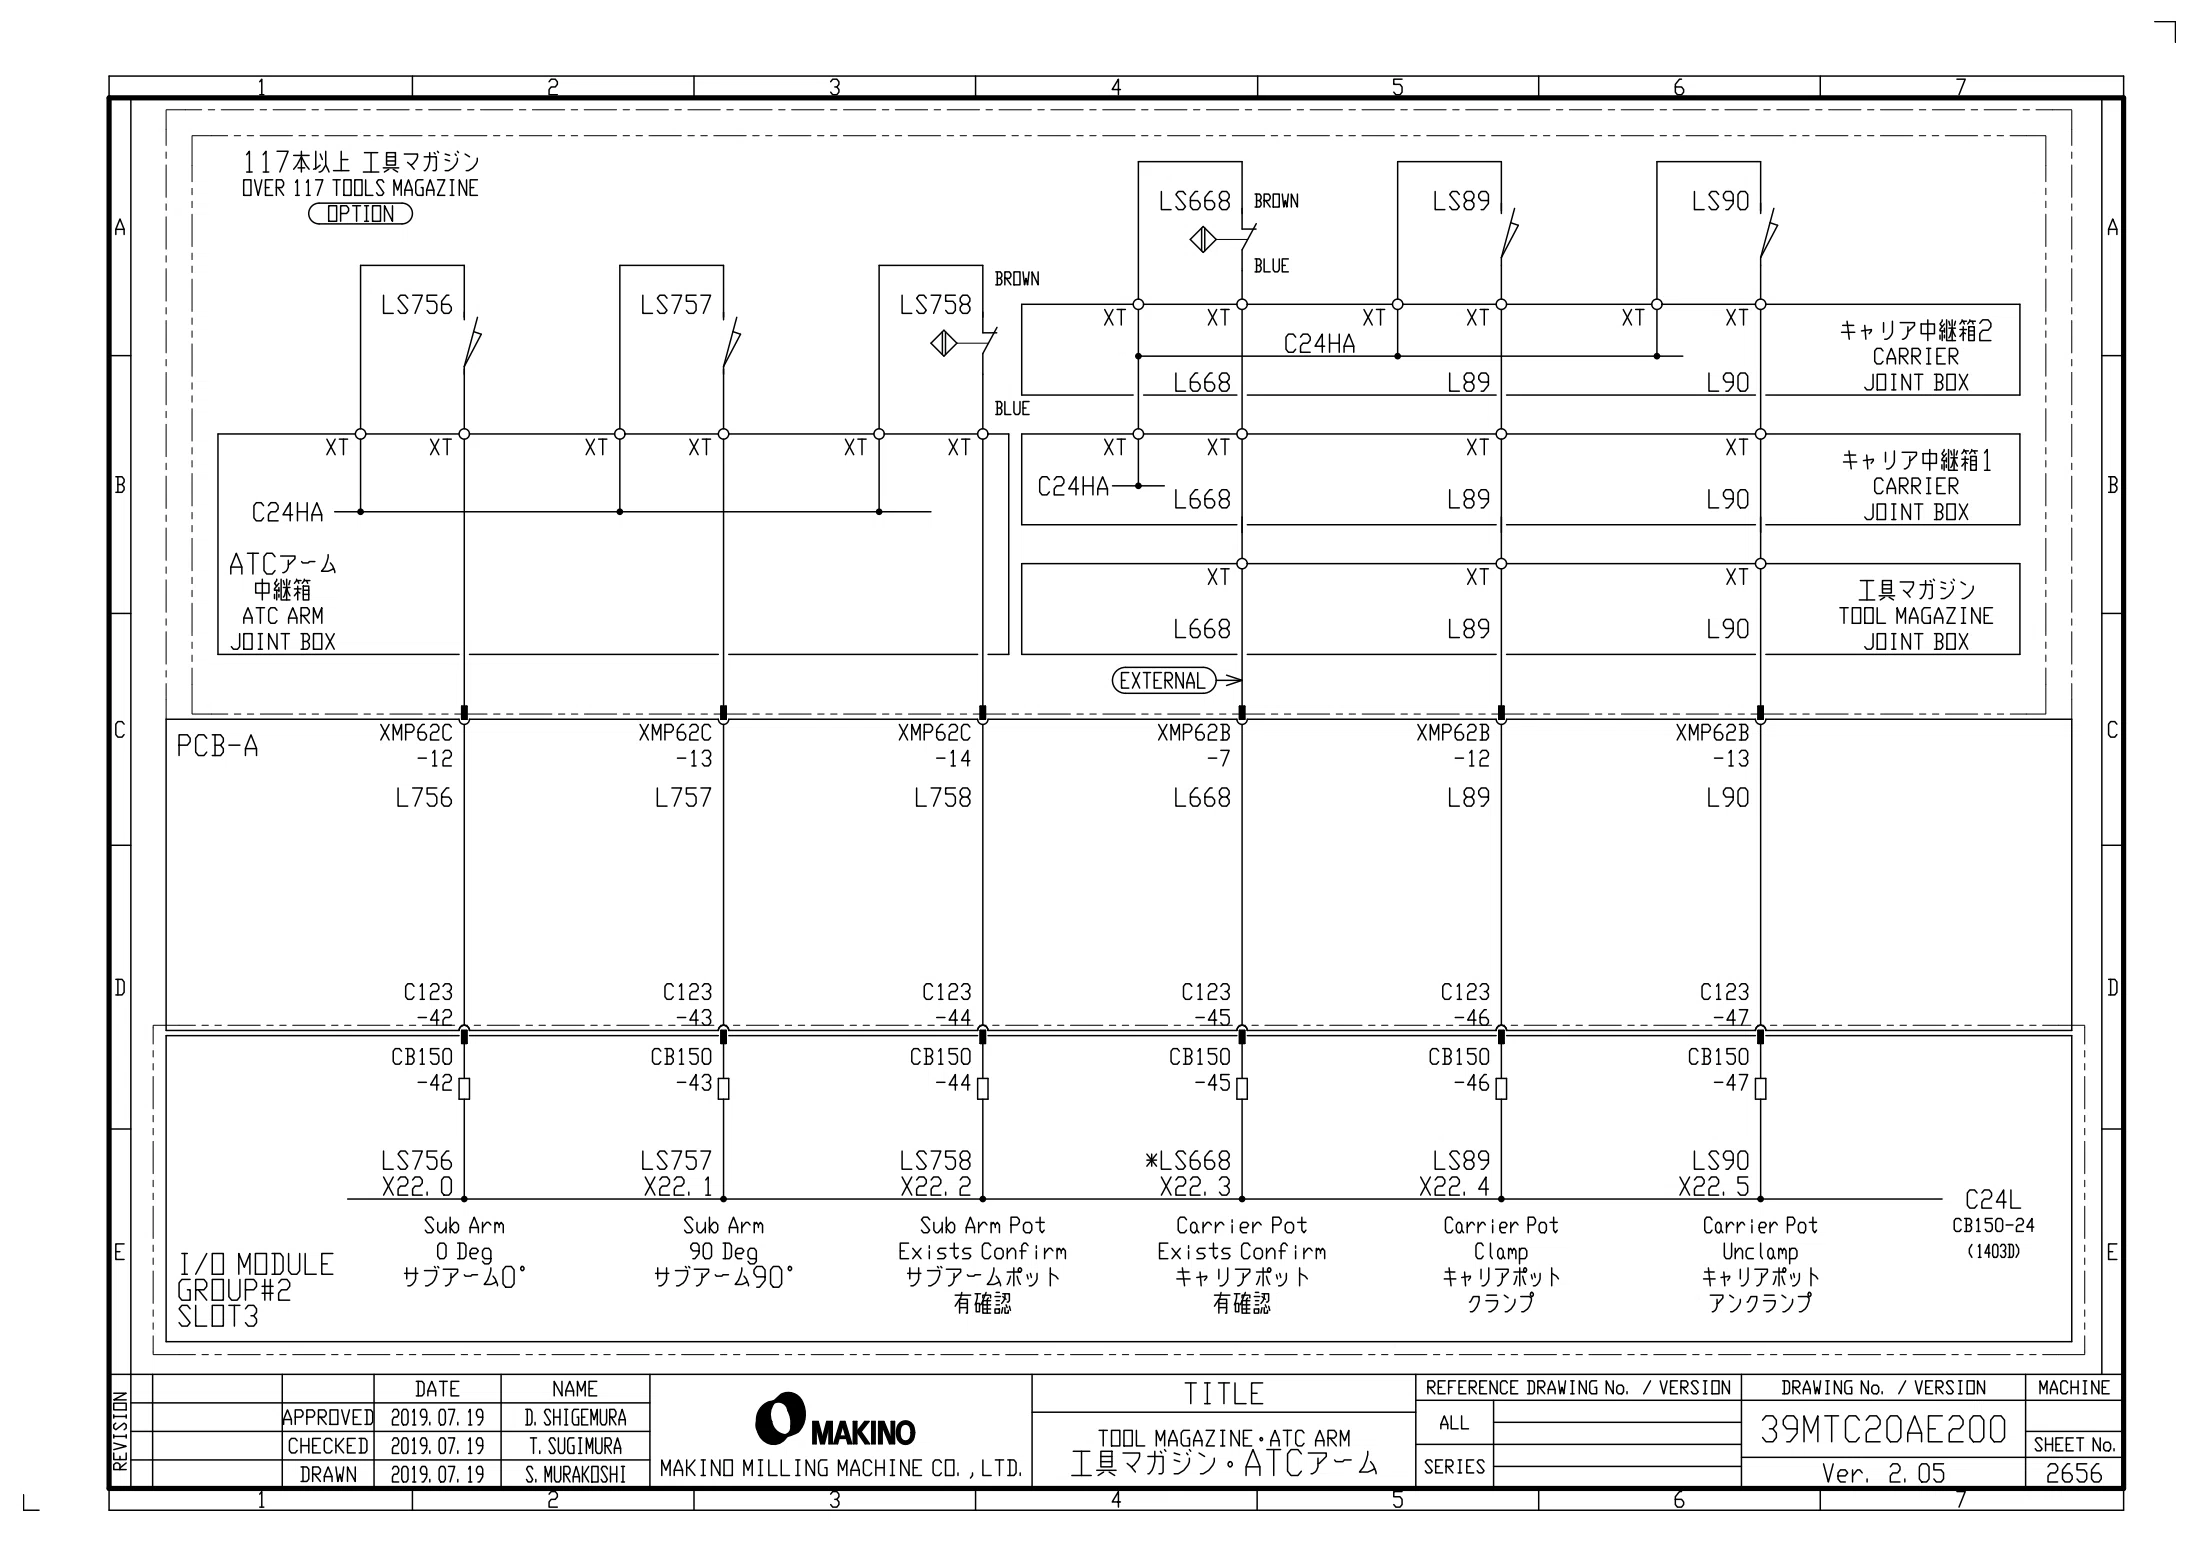 1 2 3 4 5 6 7
A A
B B
C C
D D
E E
117本以上 工具マガジン
OVER 117 TOOLS MAGAZINE
OPTION
LS756
LS757
LS758
BROWN
BLUE
LS668
BROWN
BLUE
LS89
LS90
XT XT XT XT XT XT
C24HA
L668 L89 L90
キャリア中継箱2
CARRIER
JOINT BOX
XT XT XT XT XT XT
C24HA
ATCアーム
中継箱
ATC ARM
JOINT BOX
XT XT XT XT
C24HA
L668 L89 L90
キャリア中継箱1
CARRIER
JOINT BOX
XT XT XT
L668 L89 L90
工具マガジン
TOOL MAGAZINE
JOINT BOX
EXTERNAL
PCB-A
XMP62C XMP62C XMP62C XMP62B XMP62B XMP62B
-12 -13 -14 -7 -12 -13
L756 L757 L758 L668 L89 L90
C123 C123 C123 C123 C123 C123
-42 -43 -44 -45 -46 -47
CB150 CB150 CB150 CB150 CB150 CB150
-42 -43 -44 -45 -46 -47
LS756 LS757 LS758 *LS668 LS89 LS90
X22.0 X22.1 X22.2 X22.3 X22.4 X22.5
C24L
CB150-24
(1403D)
Sub Arm
0 Deg
サブアーム0°
Sub Arm
90 Deg
サブアーム90°
Sub Arm Pot
Exists Confirm
サブアームポット
有確認
Carrier Pot
Exists Confirm
キャリアポット
有確認
Carrier Pot
Clamp
キャリアポット
クランプ
Carrier Pot
Unclamp
キャリアポット
アンクランプ
I/O MODULE
GROUP#2
SLOT3
REVISION
DATE NAME
APPROVED 2019.07.19 D. SHIGEMURA
CHECKED 2019.07.19 T. SUGIMURA
DRAWN 2019.07.19 S. MURAKOSHI
MAKINO
MAKINO MILLING MACHINE CO.,LTD.
TITLE
TOOL MAGAZINE・ATC ARM
工具マガジン・ATCアーム
REFERENCE DRAWING No. / VERSION
ALL
SERIES
DRAWING No. / VERSION
39MTC20AE200
Ver. 2.05
MACHINE
SHEET No.
2656
1 2 3 4 5 6 7